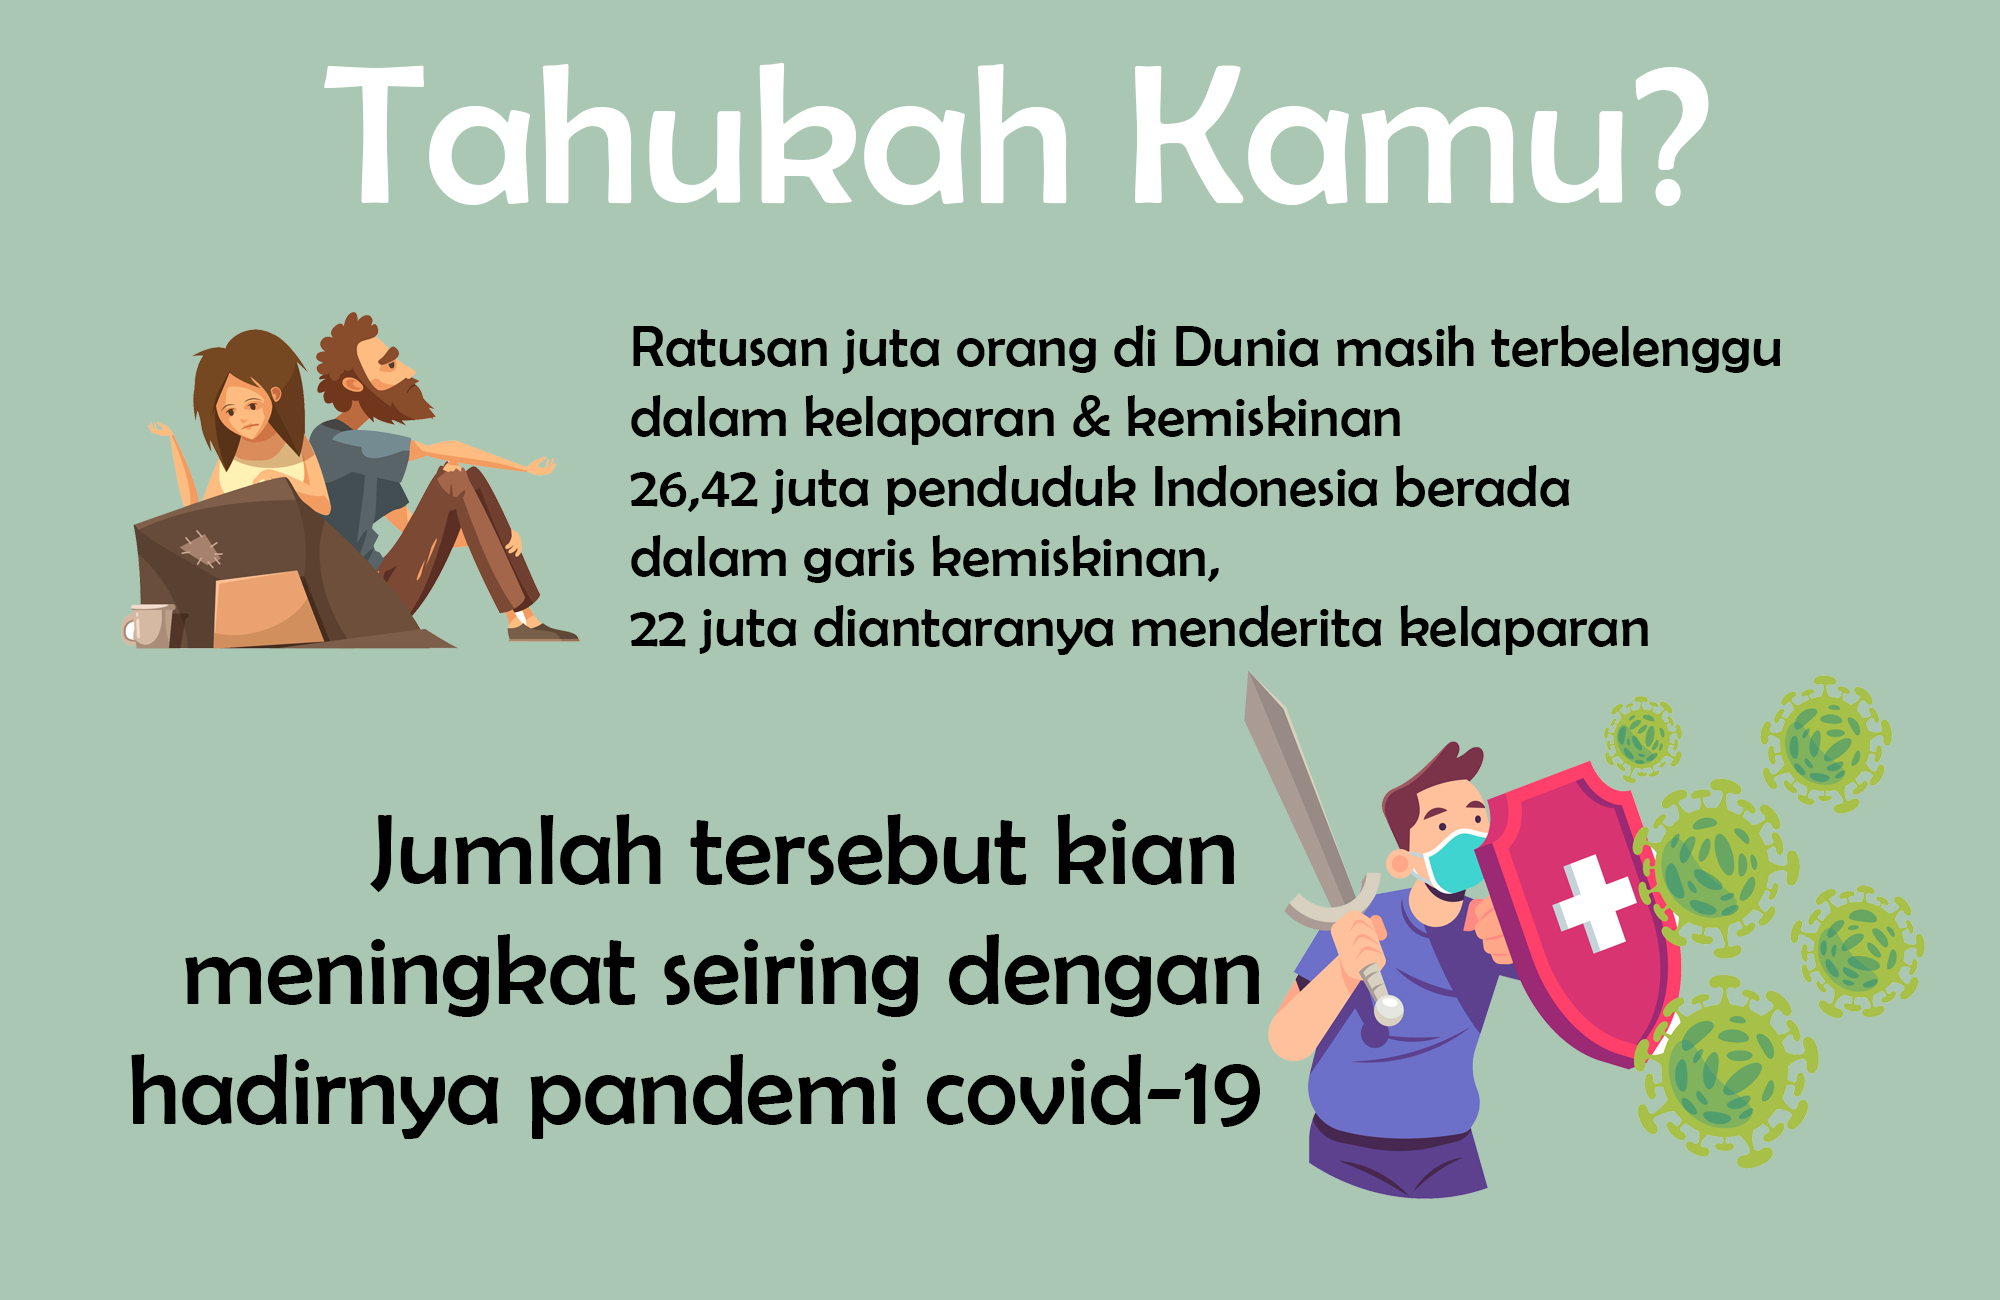 Tahukah Kamu?
Ratusan juta orang di Dunia masih terbelenggu
dalam kelaparan & kemiskinan
26,42 juta penduduk Indonesia berada
dalam garis kemiskinan,
22 juta diantaranya menderita kelaparan
Jumlah tersebut kian
meningkat seiring dengan
hadirnya pandemi covid-19